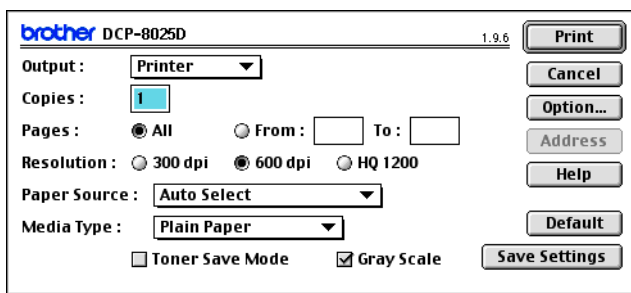 brother DCP-8025D 1.9.6 Print
Output : Printer Cancel
Copies : 1 Option...
Pages : All From : To : Address
Resolution : 300 dpi 600 dpi HQ 1200 Help
Paper Source : Auto Select
Media Type : Plain Paper Default
Toner Save Mode Gray Scale Save Settings